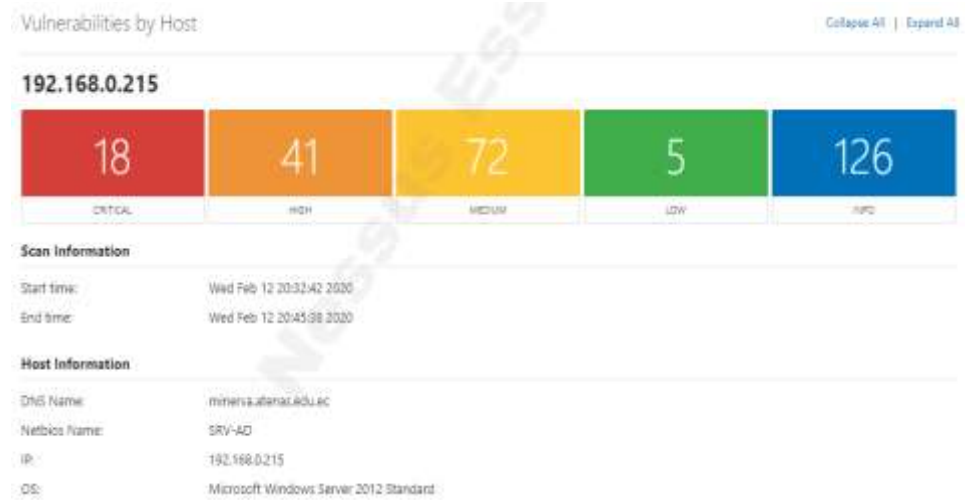 Vulnerabilities by Host
Collapse All | Expand All
192.168.0.215
18 41 72 5 126
CRITICAL HIGH MEDIUM LOW INFO
Scan Information
Start time: Wed Feb 12 20:32:42 2020
End time: Wed Feb 12 20:45:38 2020
Host Information
DNS Name: minerva.atenas.edu.ec
Netbios Name: SRV-AD
IP: 192.168.0.215
OS: Microsoft Windows Server 2012 Standard
Nessus Ess